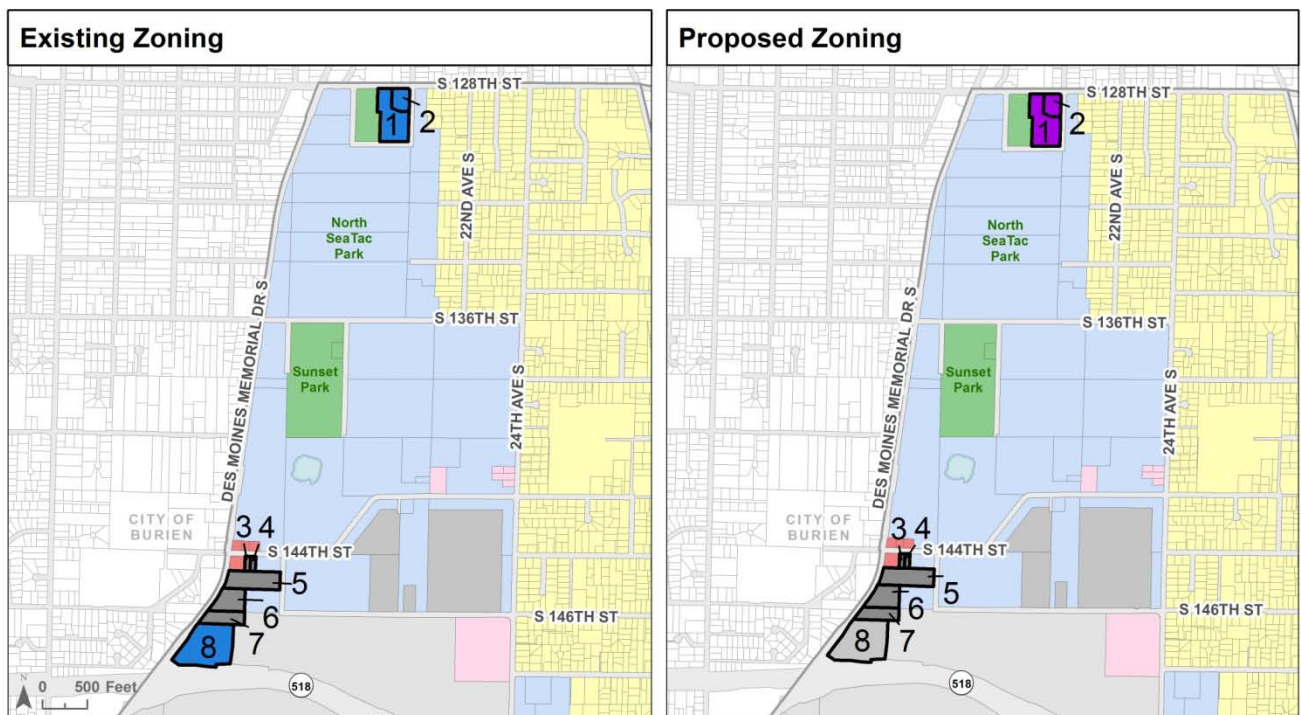 Existing Zoning
S 128TH ST
1
2
22ND AVE S
North
SeaTac
Park
DES MOINES MEMORIAL DR S
S 136TH ST
Sunset
Park
24TH AVE S
CITY OF
BURIEN
3 4
S 144TH ST
5
6
S 146TH ST
7
8
518
N
0 500 Feet
Proposed Zoning
S 128TH ST
1
2
22ND AVE S
North
SeaTac
Park
DES MOINES MEMORIAL DR S
S 136TH ST
Sunset
Park
24TH AVE S
CITY OF
BURIEN
3 4
S 144TH ST
5
6
S 146TH ST
7
8
518